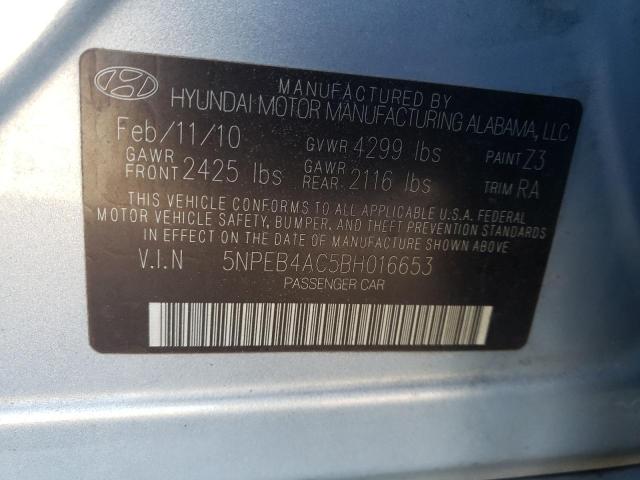 MANUFACTURED BY
HYUNDAI MOTOR MANUFACTURING ALABAMA, LLC
Feb/11/10 GVWR 4299 lbs PAINT Z3
GAWR FRONT 2425 lbs GAWR REAR 2116 lbs TRIM RA
THIS VEHICLE CONFORMS TO ALL APPLICABLE U.S.A. FEDERAL
MOTOR VEHICLE SAFETY, BUMPER, AND THEFT PREVENTION
STANDARDS IN EFFECT ON THE DATE OF MANUFACTURE SHOWN ABOVE.
V.I.N 5NPEB4AC5BH016653
PASSENGER CAR